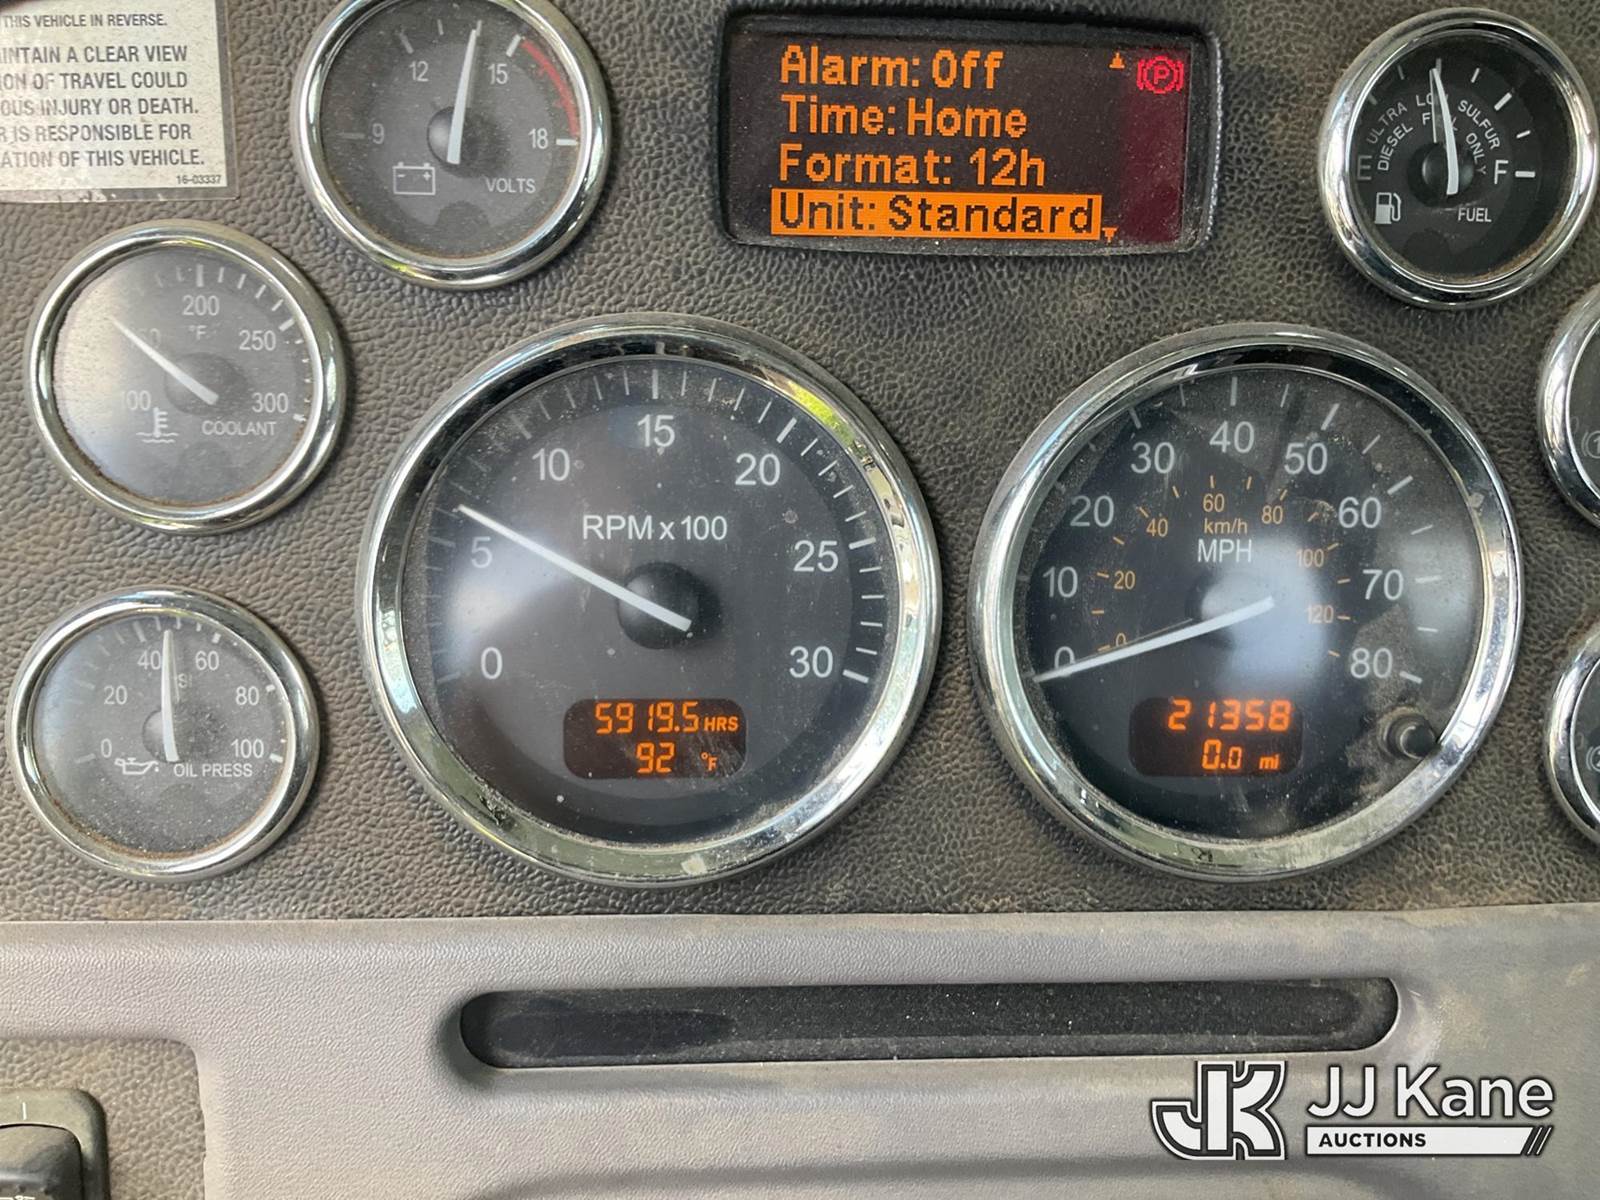 THIS VEHICLE IN REVERSE.
INTAIN A CLEAR VIEW
ION OF TRAVEL COULD
OUS INJURY OR DEATH.
R IS RESPONSIBLE FOR
ATION OF THIS VEHICLE.
16-03337
9 12 15 18
VOLTS
Alarm: Off
Time: Home
Format: 12h
Unit: Standard
P
ULTRA LOW SULFUR
DIESEL FUEL ONLY
E F
FUEL
100 200 250 300
°F
COOLANT
0 5 10 15 20 25 30
RPM x 100
5919.5 HRS
92 °F
0 10 20 30 40 50 60 70 80
0 20 40 60 80 100 120
km/h
MPH
21358
0.0 mi
0 20 40 60 80 100
OIL PRESS
JK
JJ Kane
AUCTIONS